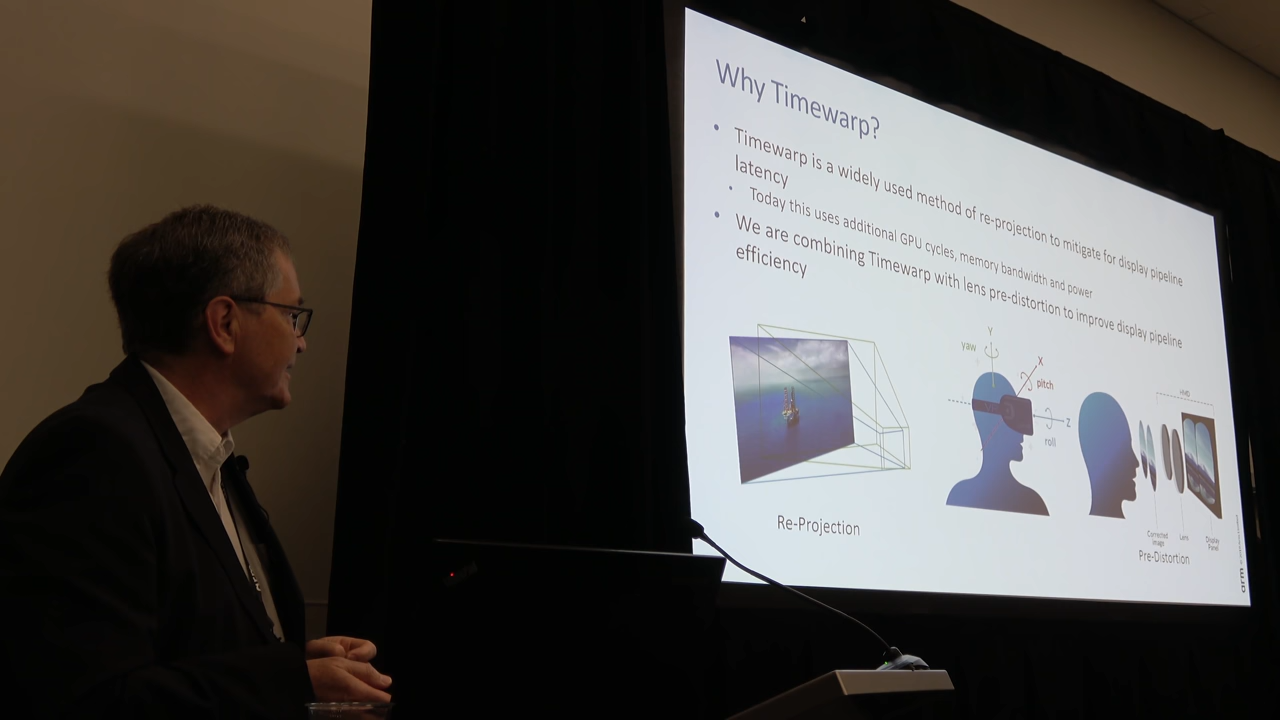 Why Timewarp?
• Timewarp is a widely used method of re-projection to mitigate for display pipeline
latency
• Today this uses additional GPU cycles, memory bandwidth and power
• We are combining Timewarp with lens pre-distortion to improve display pipeline
efficiency
Y
yaw
X
pitch
Z
roll
HMD
Re-Projection
Corrected
Image
Lens
Display
Panel
Pre-Distortion
arm